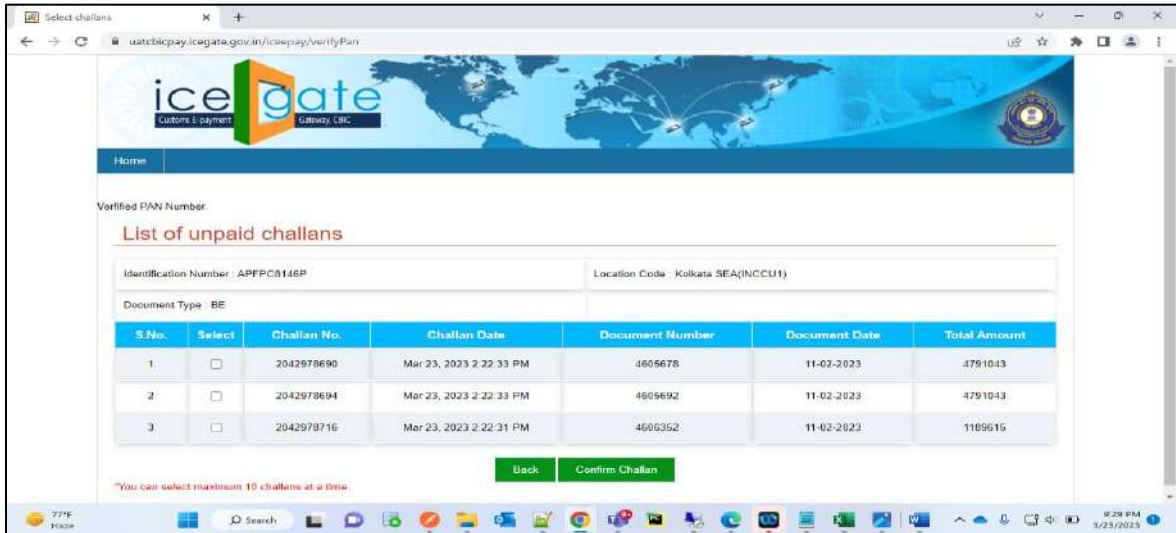 Select challans
uatcbicpay.icegate.gov.in/iceepay/verifyPan
ice gate
Customs E-payment Gateway, CBIC
Home
Verfified PAN Number.
List of unpaid challans
Identification Number : APFPC8146P Location Code : Kolkata SEA(INCCU1)
Document Type : BE
S.No. Select Challan No. Challan Date Document Number Document Date Total Amount
1 2042978690 Mar 23, 2023 2:22:33 PM 4605678 11-02-2023 4791043
2 2042978694 Mar 23, 2023 2:22:33 PM 4605692 11-02-2023 4791043
3 2042978716 Mar 23, 2023 2:22:31 PM 4606352 11-02-2023 1189615
Back Confirm Challan
*You can select maximum 10 challans at a time
77°F
Haze
Search
9:29 PM
3/23/2023